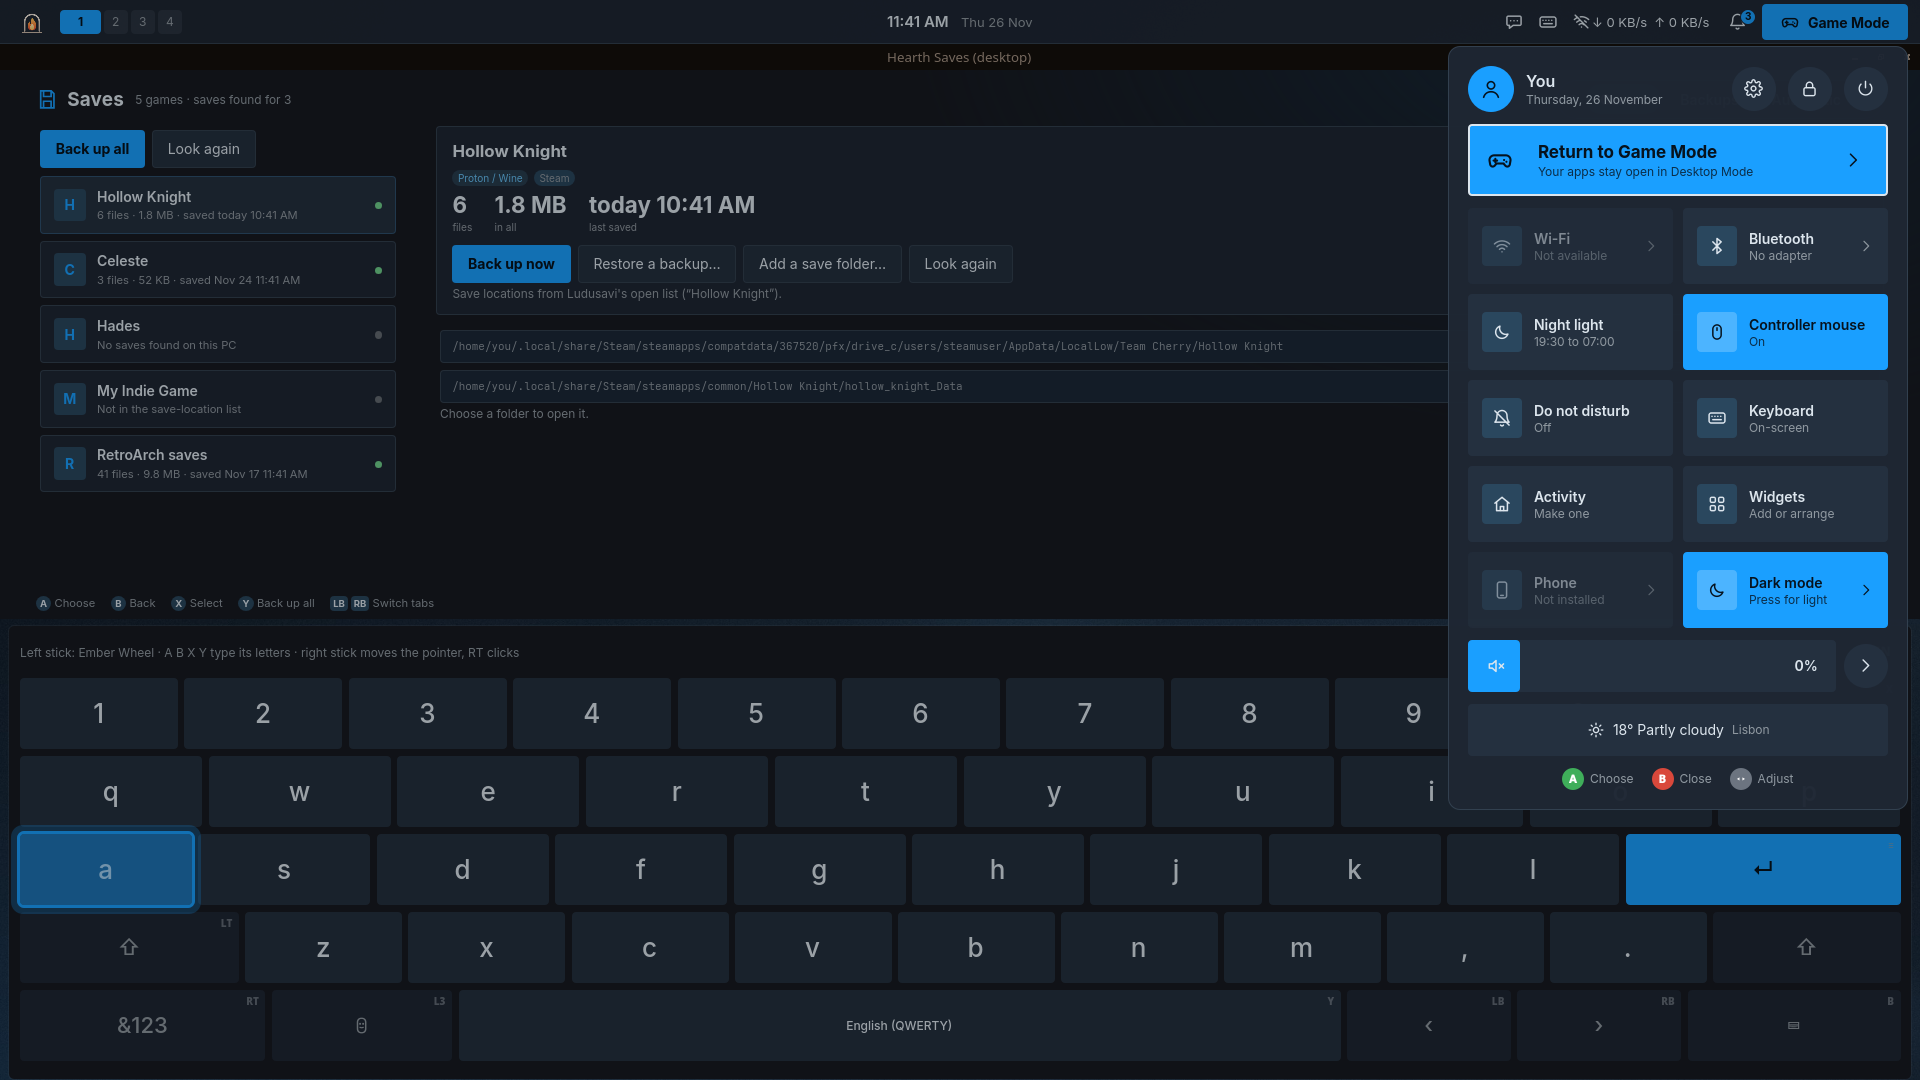 1 2 3 4
11:41 AM Thu 26 Nov
↓ 0 KB/s ↑ 0 KB/s
3
Game Mode
Hearth Saves (desktop)
Saves 5 games · saves found for 3
Back up all
Look again
H
Hollow Knight
6 files · 1.8 MB · saved today 10:41 AM
C
Celeste
3 files · 52 KB · saved Nov 24 11:41 AM
H
Hades
No saves found on this PC
M
My Indie Game
Not in the save-location list
R
RetroArch saves
41 files · 9.8 MB · saved Nov 17 11:41 AM
Hollow Knight
Proton / Wine Steam
6 1.8 MB today 10:41 AM
files in all last saved
Back up now
Restore a backup...
Add a save folder...
Look again
Save locations from Ludusavi's open list ("Hollow Knight").
/home/you/.local/share/Steam/steamapps/compatdata/367520/pfx/drive_c/users/steamuser/AppData/LocalLow/Team Cherry/Hollow Knight
/home/you/.local/share/Steam/steamapps/common/Hollow Knight/hollow_knight_Data
Choose a folder to open it.
A Choose B Back X Select Y Back up all LB RB Switch tabs
You
Thursday, 26 November
Return to Game Mode
Your apps stay open in Desktop Mode
Wi-Fi
Not available
Bluetooth
No adapter
Night light
19:30 to 07:00
Controller mouse
On
Do not disturb
Off
Keyboard
On-screen
Activity
Make one
Widgets
Add or arrange
Phone
Not installed
Dark mode
Press for light
0%
18° Partly cloudy Lisbon
A Choose B Close Adjust
Left stick: Ember Wheel · A B X Y type its letters · right stick moves the pointer, RT clicks
1 2 3 4 5 6 7 8 9
q w e r t y u i o p
a s d f g h j k l
LT z x c v b n m , .
&123 RT L3 English (QWERTY) Y ‹ LB › RB B